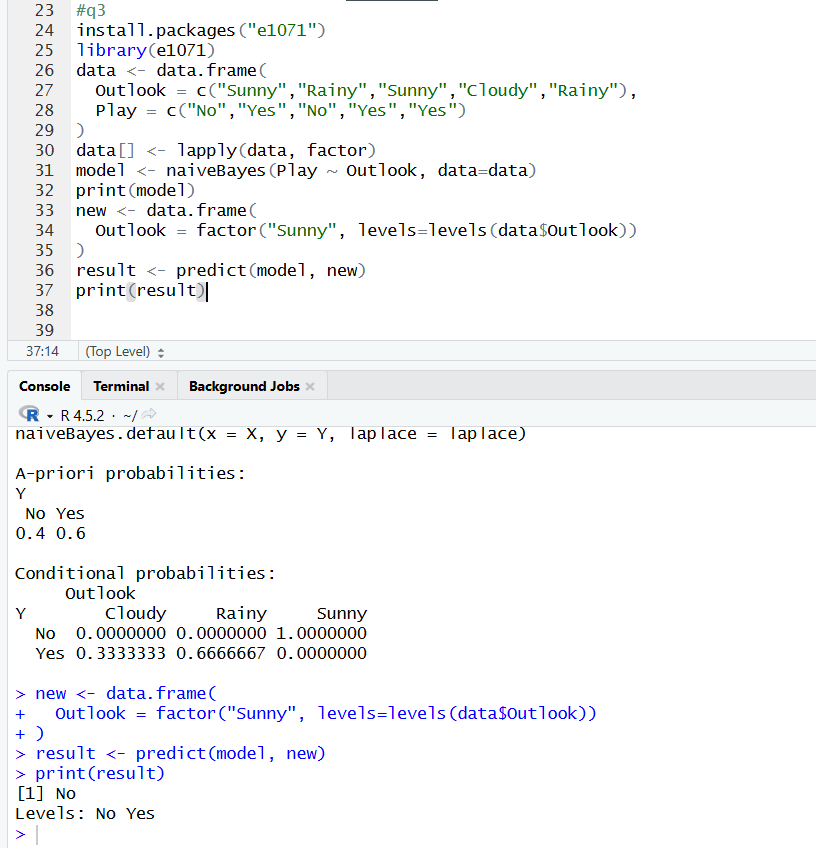 23 #q3
24 install.packages("e1071")
25 library(e1071)
26 data <- data.frame(
27   Outlook = c("Sunny","Rainy","Sunny","Cloudy","Rainy"),
28   Play = c("No","Yes","No","Yes","Yes")
29 )
30 data[] <- lapply(data, factor)
31 model <- naiveBayes(Play ~ Outlook, data=data)
32 print(model)
33 new <- data.frame(
34   Outlook = factor("Sunny", levels=levels(data$Outlook))
35 )
36 result <- predict(model, new)
37 print(result)
38
39
37:14 (Top Level)
Console Terminal Background Jobs
R R 4.5.2 · ~/
naiveBayes.default(x = X, y = Y, laplace = laplace)
A-priori probabilities:
Y
 No Yes
0.4 0.6
Conditional probabilities:
     Outlook
Y        Cloudy     Rainy     Sunny
  No  0.0000000 0.0000000 1.0000000
  Yes 0.3333333 0.6666667 0.0000000
> new <- data.frame(
+   Outlook = factor("Sunny", levels=levels(data$Outlook))
+ )
> result <- predict(model, new)
> print(result)
[1] No
Levels: No Yes
>